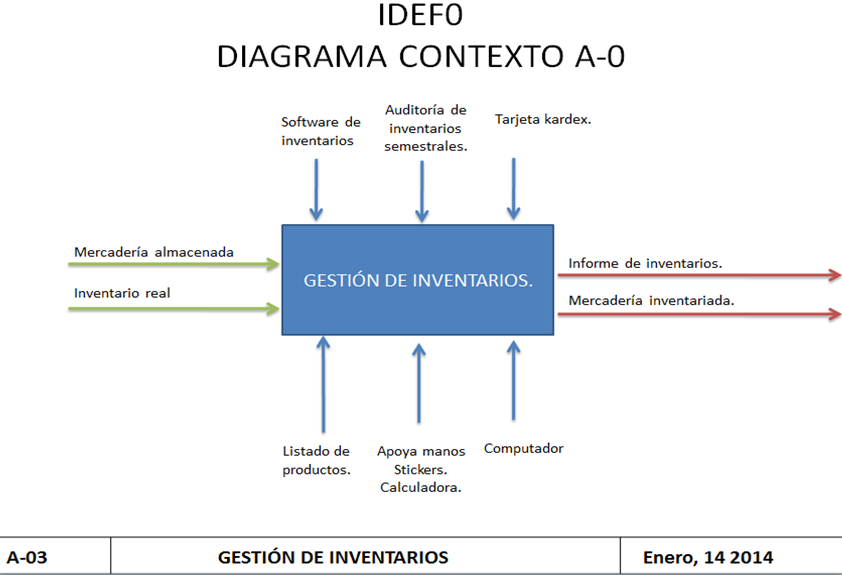 IDEF0
DIAGRAMA CONTEXTO A-0
Software de
inventarios
Auditoría de
inventarios
semestrales.
Tarjeta kardex.
Mercadería almacenada
Inventario real
GESTIÓN DE INVENTARIOS.
Informe de inventarios.
Mercadería inventariada.
Listado de
productos.
Apoya manos
Stickers.
Calculadora.
Computador
A-03
GESTIÓN DE INVENTARIOS
Enero, 14 2014